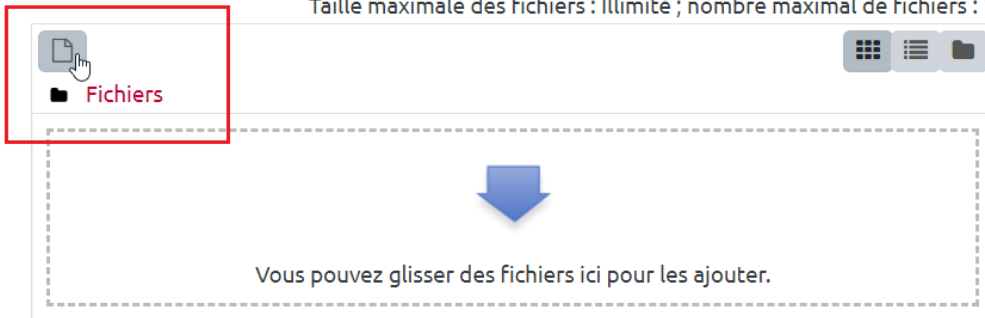 Taille maximale des fichiers : Illimité ; nombre maximal de fichiers :
Fichiers
Vous pouvez glisser des fichiers ici pour les ajouter.